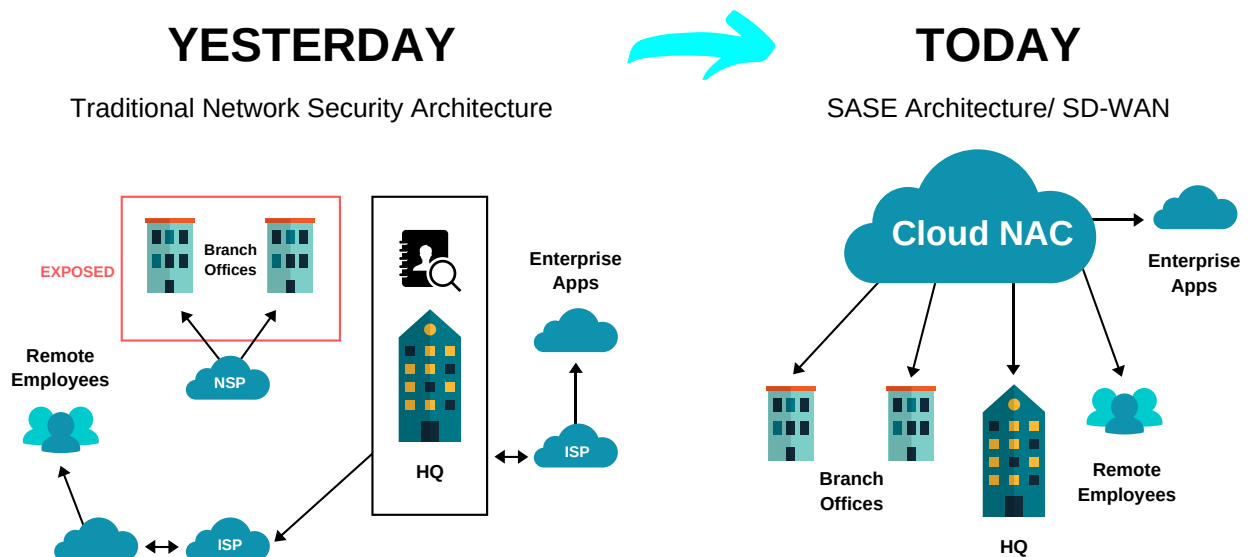 YESTERDAY
Traditional Network Security Architecture
EXPOSED
Branch
Offices
NSP
Remote
Employees
ISP
HQ
Enterprise
Apps
ISP
TODAY
SASE Architecture/ SD-WAN
Cloud NAC
Enterprise
Apps
Branch
Offices
HQ
Remote
Employees